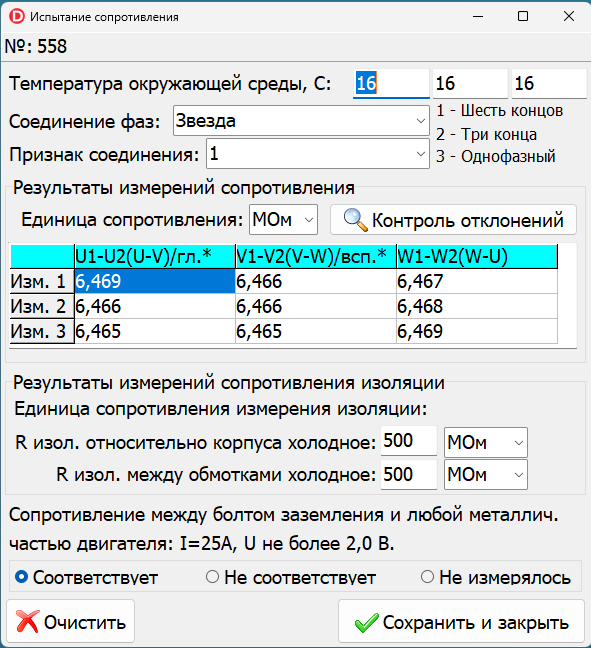 Испытание сопротивления
№: 558
Температура окружающей среды, С: 16 16 16
Соединение фаз: Звезда
1 - Шесть концов
2 - Три конца
Признак соединения: 1
3 - Однофазный
Результаты измерений сопротивления
Единица сопротивления: МОм Контроль отклонений
U1-U2(U-V)/гл.* V1-V2(V-W)/всп.* W1-W2(W-U)
Изм. 1 6,469 6,466 6,467
Изм. 2 6,466 6,466 6,468
Изм. 3 6,465 6,465 6,469
Результаты измерений сопротивления изоляции
Единица сопротивления измерения изоляции:
R изол. относительно корпуса холодное: 500 МОм
R изол. между обмотками холодное: 500 МОм
Сопротивление между болтом заземления и любой металлич.
частью двигателя: I=25А, U не более 2,0 В.
Соответствует Не соответствует Не измерялось
Очистить Сохранить и закрыть